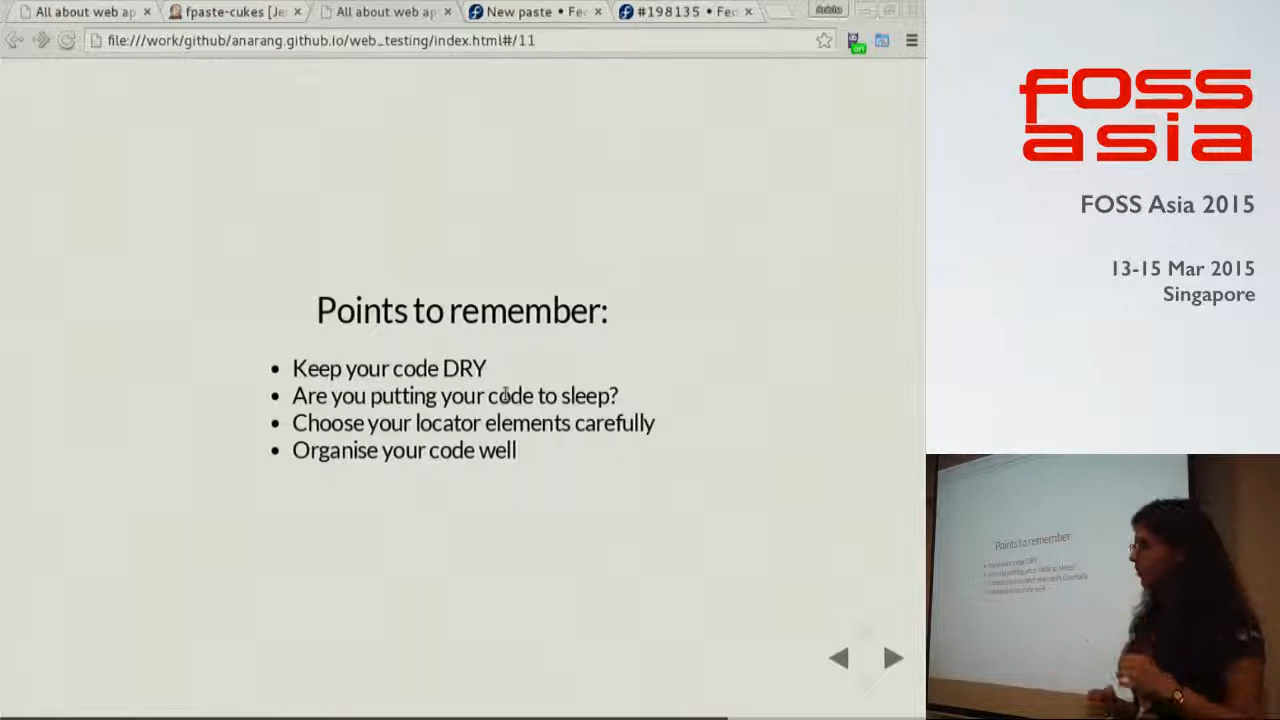 All about web ap
fpaste-cukes [Je
All about web ap
New paste • Fed
#198135 • Fed
file:///work/github/anarang.github.io/web_testing/index.html#/11
on
Points to remember:
• Keep your code DRY
• Are you putting your code to sleep?
• Choose your locator elements carefully
• Organise your code well
foss
asia
FOSS Asia 2015
13-15 Mar 2015
Singapore
Points to remember